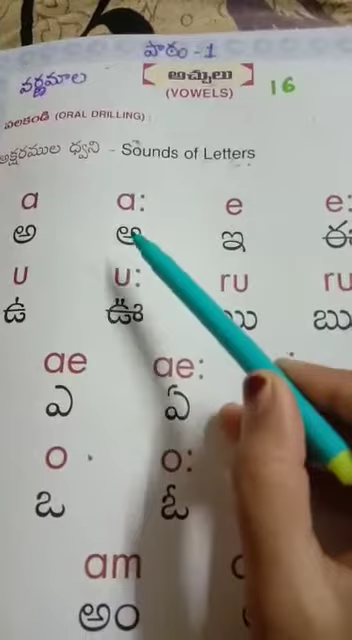 పాఠం - 1
వర్ణమాల
అచ్చులు
(VOWELS)
16
పలకండి (ORAL DRILLING) :
అక్షరముల ధ్వని - Sounds of Letters
a a: e e:
అ ఆ ఇ ఈ
u u: ru ru
ఉ ఊ ఋ
ae ae:
ఎ ఏ
o o:
ఒ ఓ
am
అం